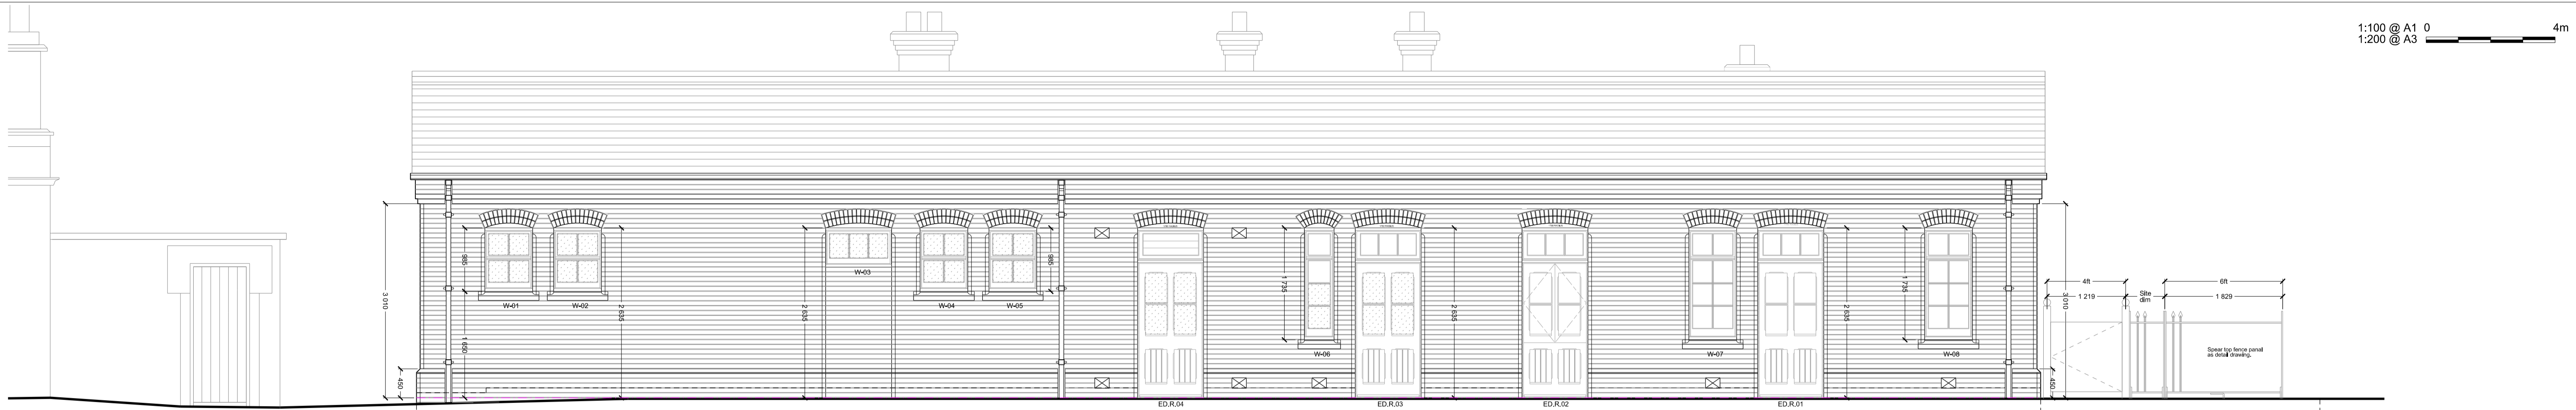 1:100 @ A1 0 4m
1:200 @ A3
3 010
450
985
1 650
W-01
W-02
2 635
2 635
W-03
W-04
W-05
985
ED.R.04
1 735
W-06
ED.R.03
2 635
ED.R.02
W-07
ED.R.01
2 635
1 735
W-08
3 010
450
4ft
1 219
Site
dim
6ft
1 829
Spear top fence panel
as detail drawing.